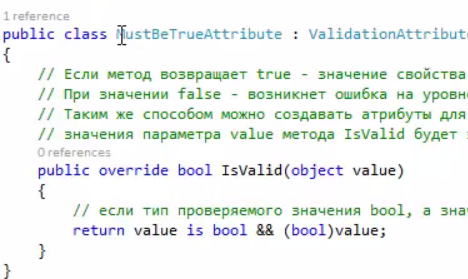 1 reference
public class MustBeTrueAttribute : ValidationAttribute
{
// Если метод возвращает true - значение свойства
// При значении false - возникнет ошибка на уровн
// Таким же способом можно создавать атрибуты для
// значения параметра value метода IsValid будет
0 references
public override bool IsValid(object value)
{
// если тип проверяемого значения bool, а зна
return value is bool && (bool)value;
}
}